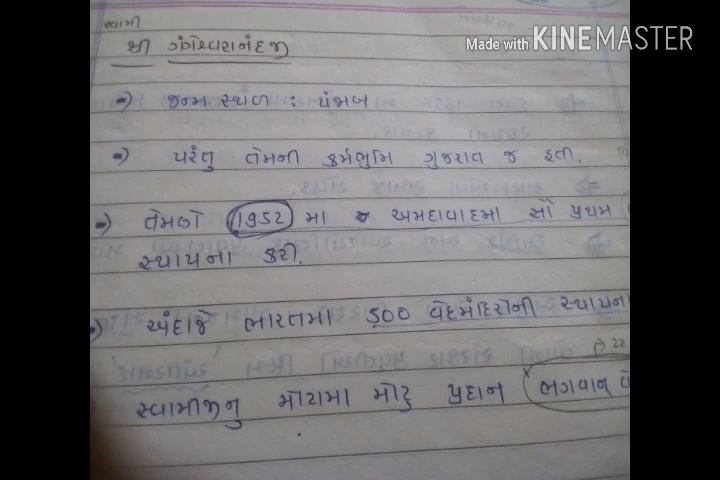 સ્વામી
Made with KINEMASTER
શ્રી ગંગેશ્વરાનંદજી
→) જન્મ સ્થળ : પંજાબ
→) પરંતુ તેમની કર્મભુમિ ગુજરાત જ હતી.
→) તેમણે 1952 મા અમદાવાદમા સૌ પ્રથમ
સ્થાપના કરી.
) અંદાજે ભારતમા 500 વેદમંદિરોની સ્થાપના
સ્વામીજીનુ મોટામા મોટુ પ્રદાન ભગવાન વે